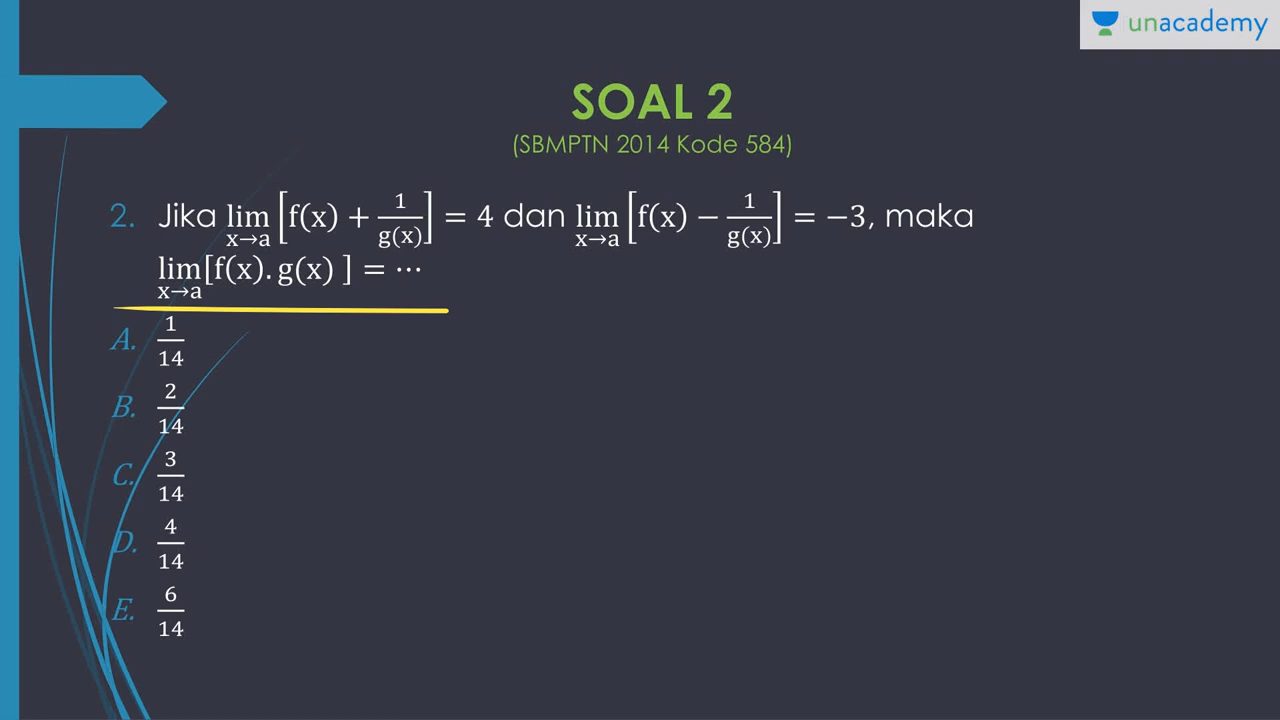 unacademy
SOAL 2
(SBMPTN 2014 Kode 584)
2. Jika lim x→a [f(x) + 1/g(x)] = 4 dan lim x→a [f(x) − 1/g(x)] = −3, maka
lim x→a [f(x). g(x) ] = ⋯
A. 1/14
B. 2/14
C. 3/14
D. 4/14
E. 6/14